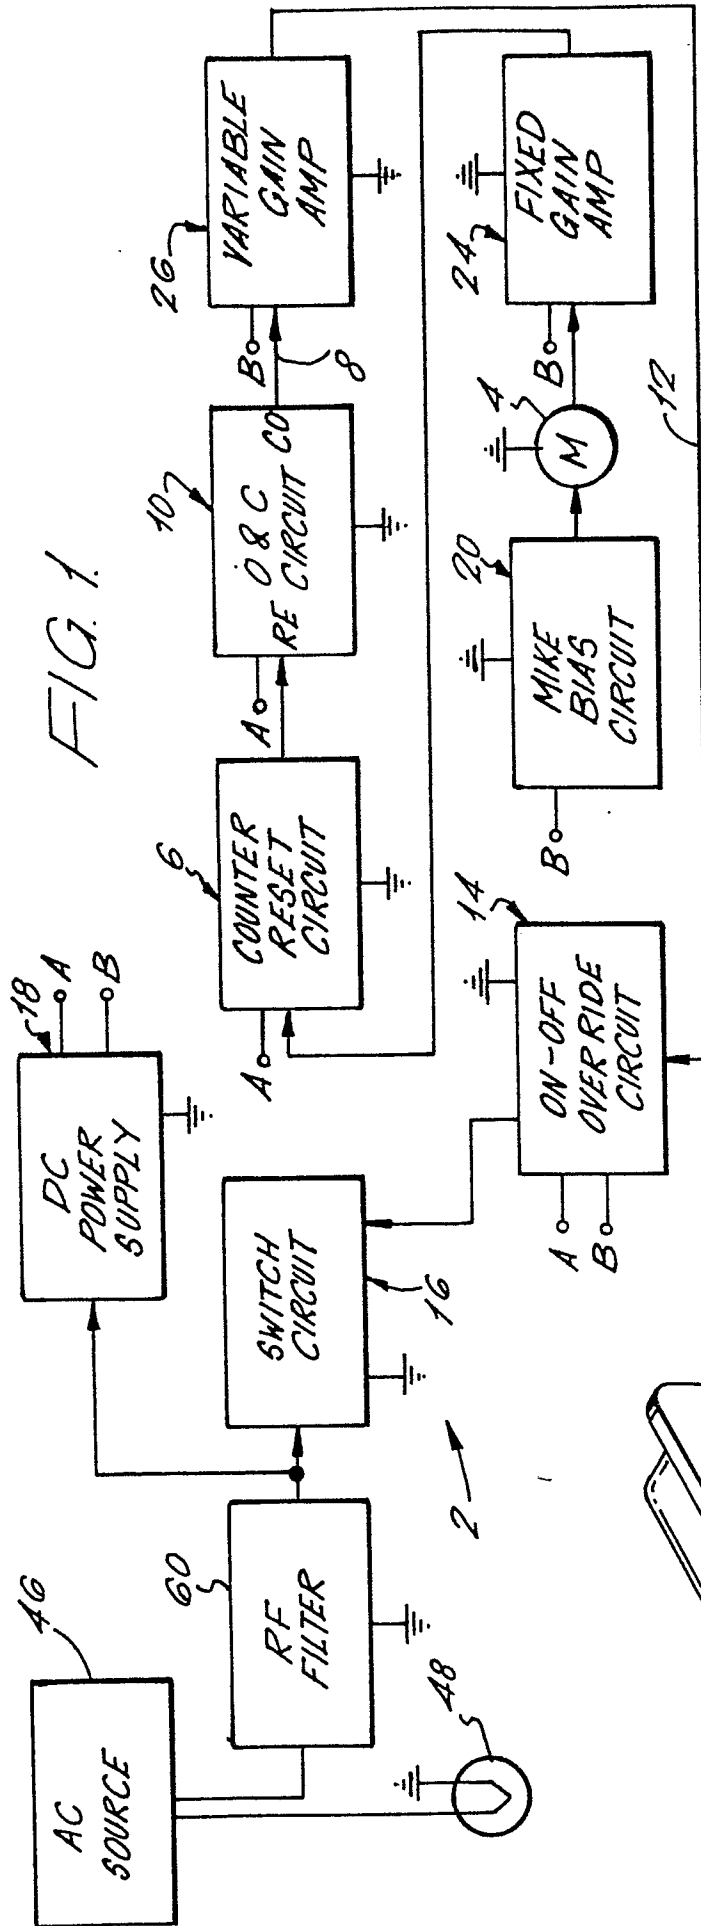 FIG. 1.
46
AC
SOURCE
48
60
RF
FILTER
2
18
DC
POWER
SUPPLY
A
B
SWITCH
CIRCUIT
16
6
COUNTER
RESET
CIRCUIT
A
10
O & C
RE CIRCUIT CO
A
8
26
VARIABLE
GAIN
AMP
B
14
ON-OFF
OVER RIDE
CIRCUIT
A
B
20
MIKE
BIAS
CIRCUIT
B
4
M
24
FIXED
GAIN
AMP
B
12